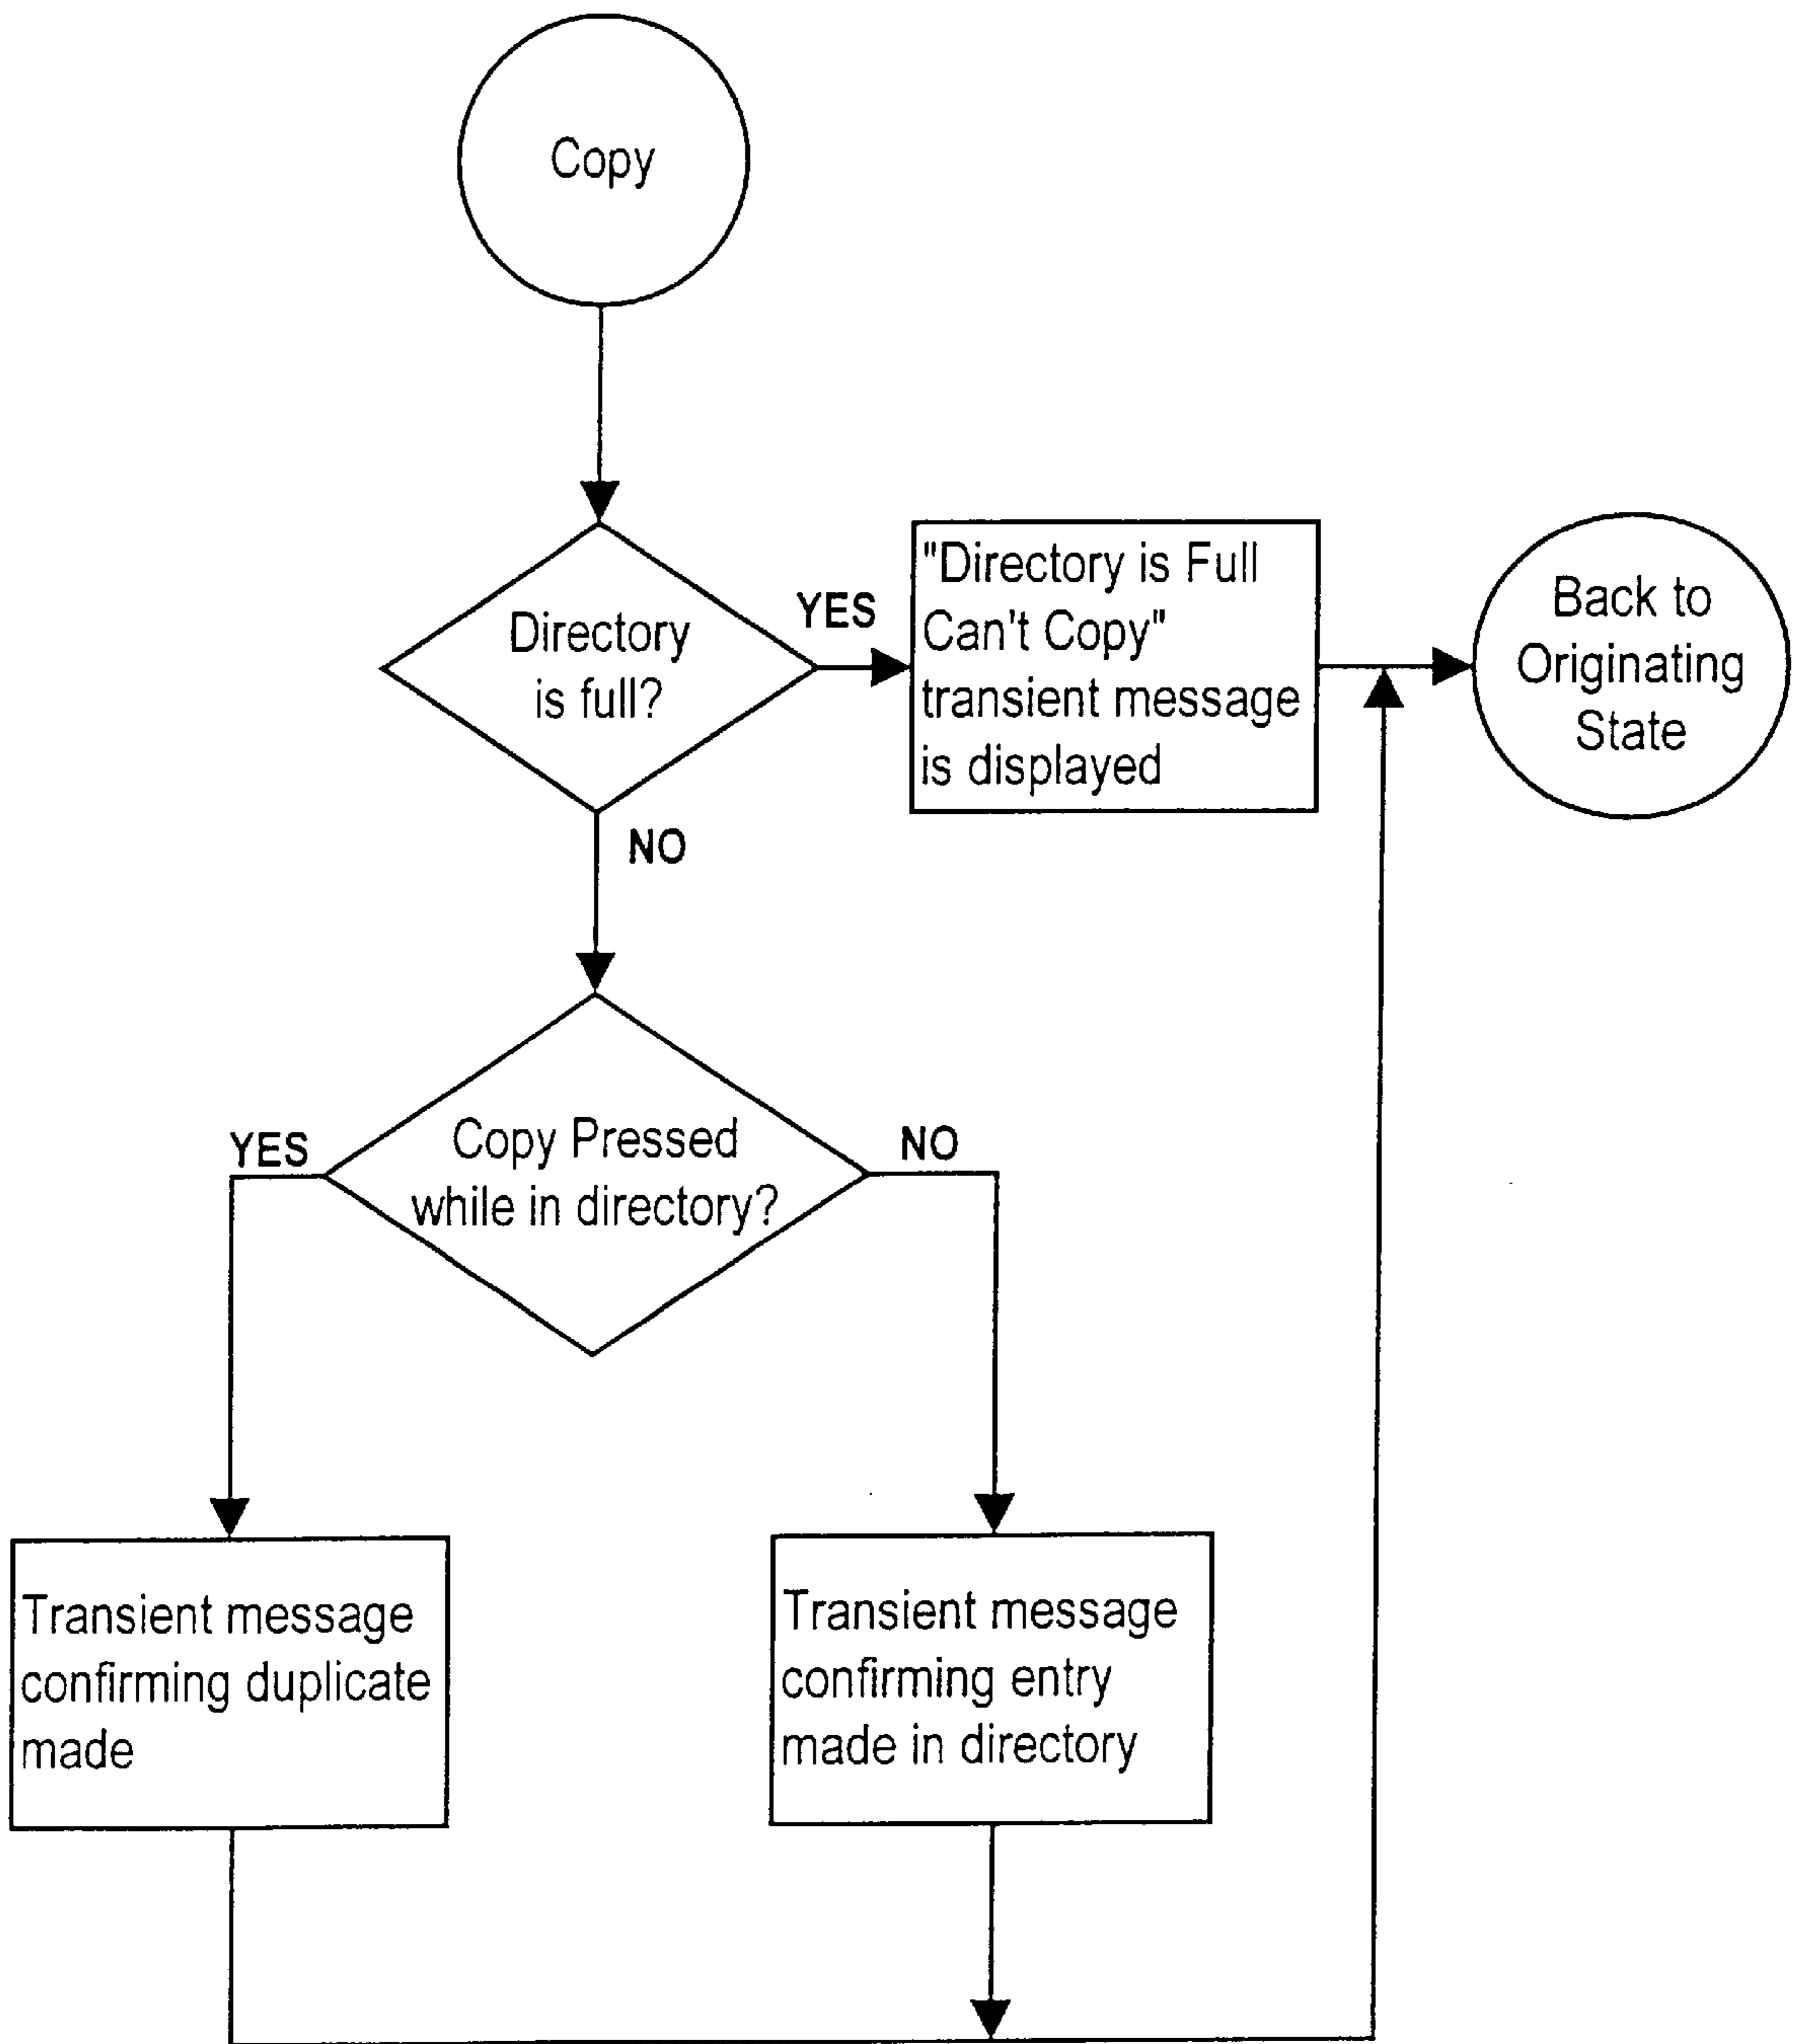 Copy
Directory
is full?
YES
"Directory is Full
Can't Copy"
transient message
is displayed
Back to
Originating
State
NO
Copy Pressed
while in directory?
YES
NO
Transient message
confirming duplicate
made
Transient message
confirming entry
made in directory